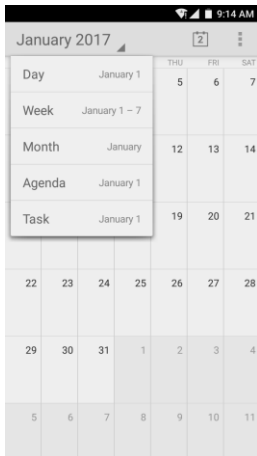 9:14 AM
January 2017 2
THU FRI SAT
Day January 1
5 6 7
Week January 1 – 7
Month January
12 13 14
Agenda January 1
Task January 1
19 20 21
22 23 24 25 26 27 28
29 30 31 1 2 3 4
5 6 7 8 9 10 11